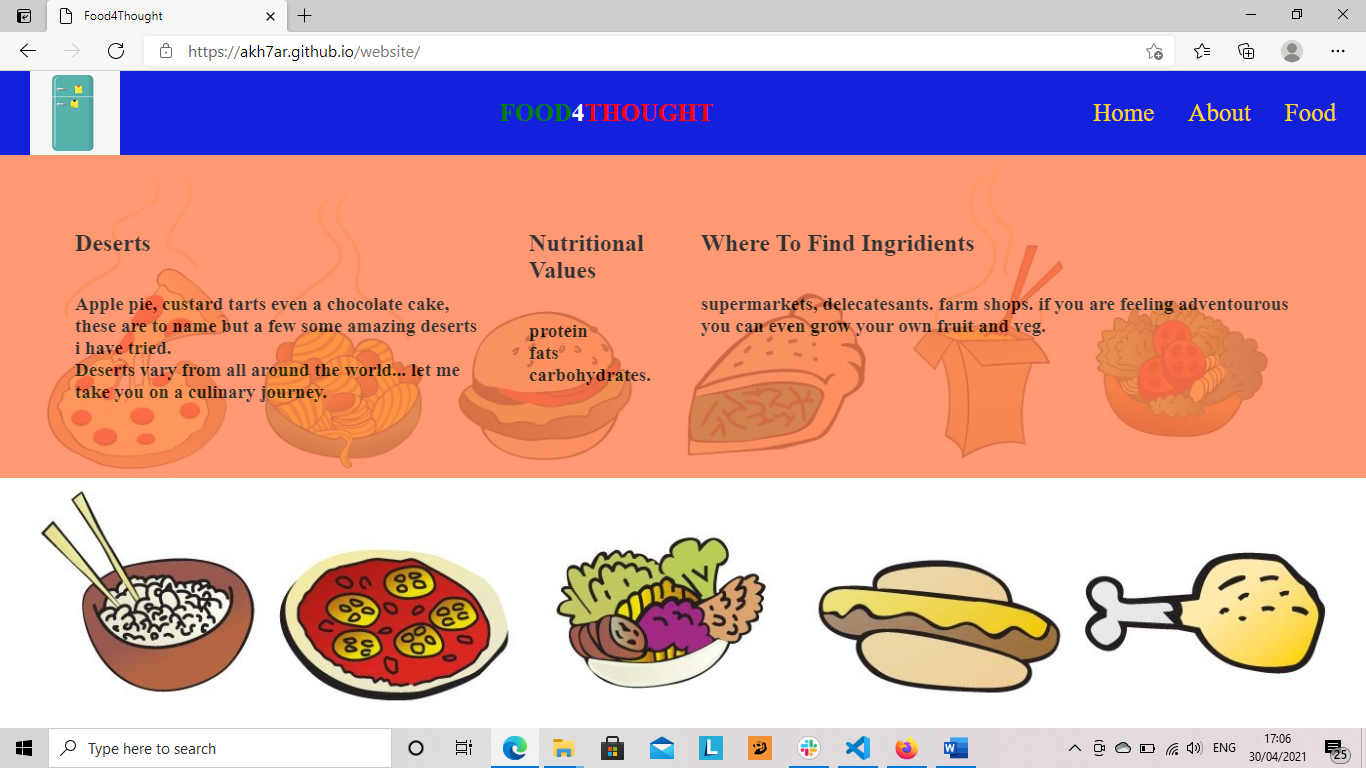 Food4Thought
https://akh7ar.github.io/website/
FOOD4THOUGHT
Home About Food
Deserts
Apple pie, custard tarts even a chocolate cake,
these are to name but a few some amazing deserts
i have tried.
Deserts vary from all around the world... let me
take you on a culinary journey.
Nutritional
Values
protein
fats
carbohydrates.
Where To Find Ingridients
supermarkets, delecatesants. farm shops. if you are feeling adventourous
you can even grow your own fruit and veg.
Type here to search
L
W
ENG
17:06
30/04/2021
25